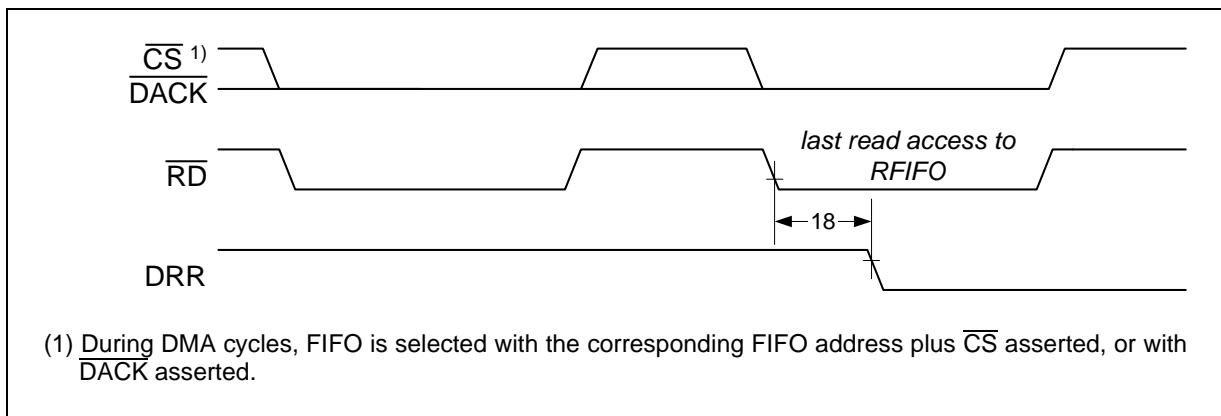 CS 1)
DACK
RD
last read access to
RFIFO
18
DRR
(1) During DMA cycles, FIFO is selected with the corresponding FIFO address plus CS asserted, or with
DACK asserted.